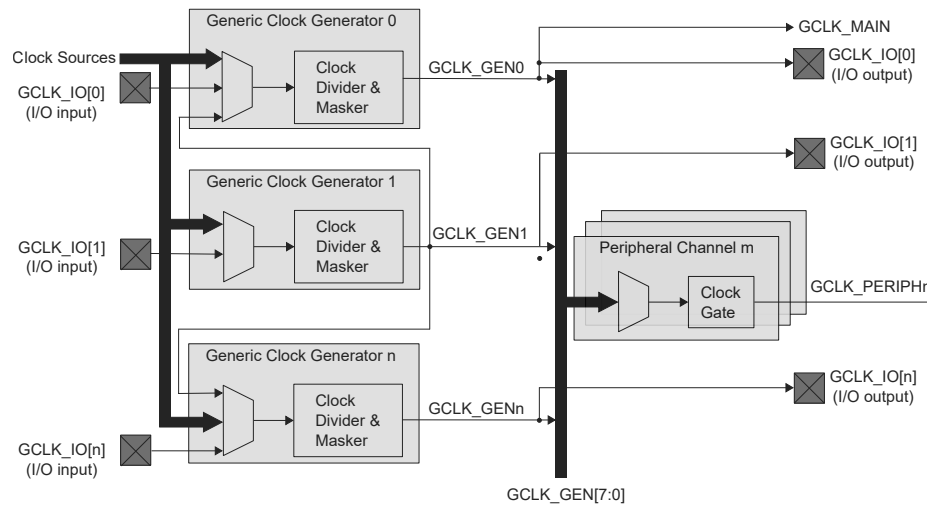 Generic Clock Generator 0
Clock Sources
GCLK_IO[0]
(I/O input)
Clock
Divider &
Masker
GCLK_GEN0
GCLK_MAIN
GCLK_IO[0]
(I/O output)
Generic Clock Generator 1
GCLK_IO[1]
(I/O input)
Clock
Divider &
Masker
GCLK_GEN1
GCLK_IO[1]
(I/O output)
Peripheral Channel m
Clock
Gate
GCLK_PERIPHr
Generic Clock Generator n
GCLK_IO[n]
(I/O input)
Clock
Divider &
Masker
GCLK_GENn
GCLK_IO[n]
(I/O output)
GCLK_GEN[7:0]